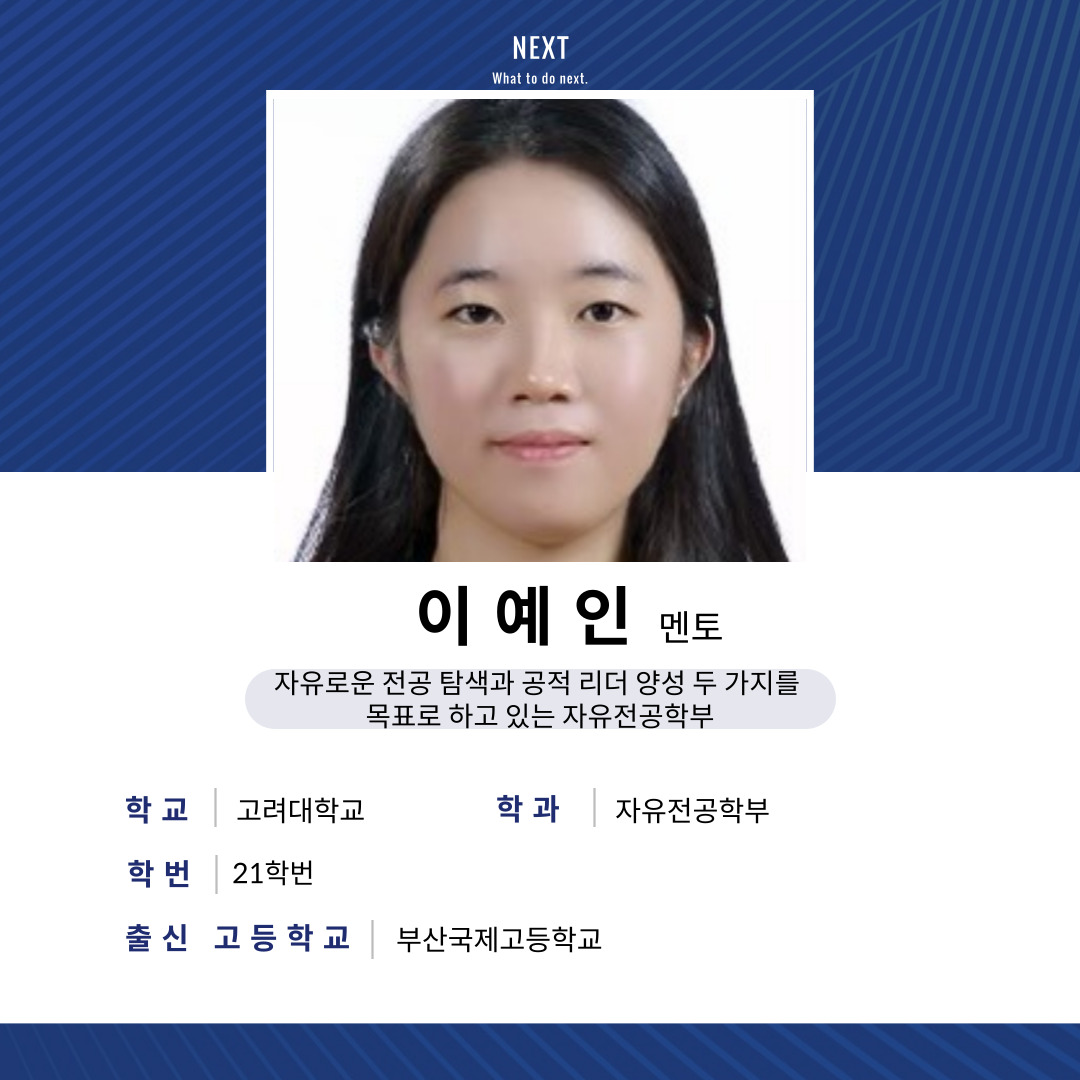 NEXT
What to do next.
이예인 멘토
자유로운 전공 탐색과 공적 리더 양성 두 가지를
목표로 하고 있는 자유전공학부
학교 고려대학교 학과 자유전공학부
학번 21학번
출신 고등학교 부산국제고등학교